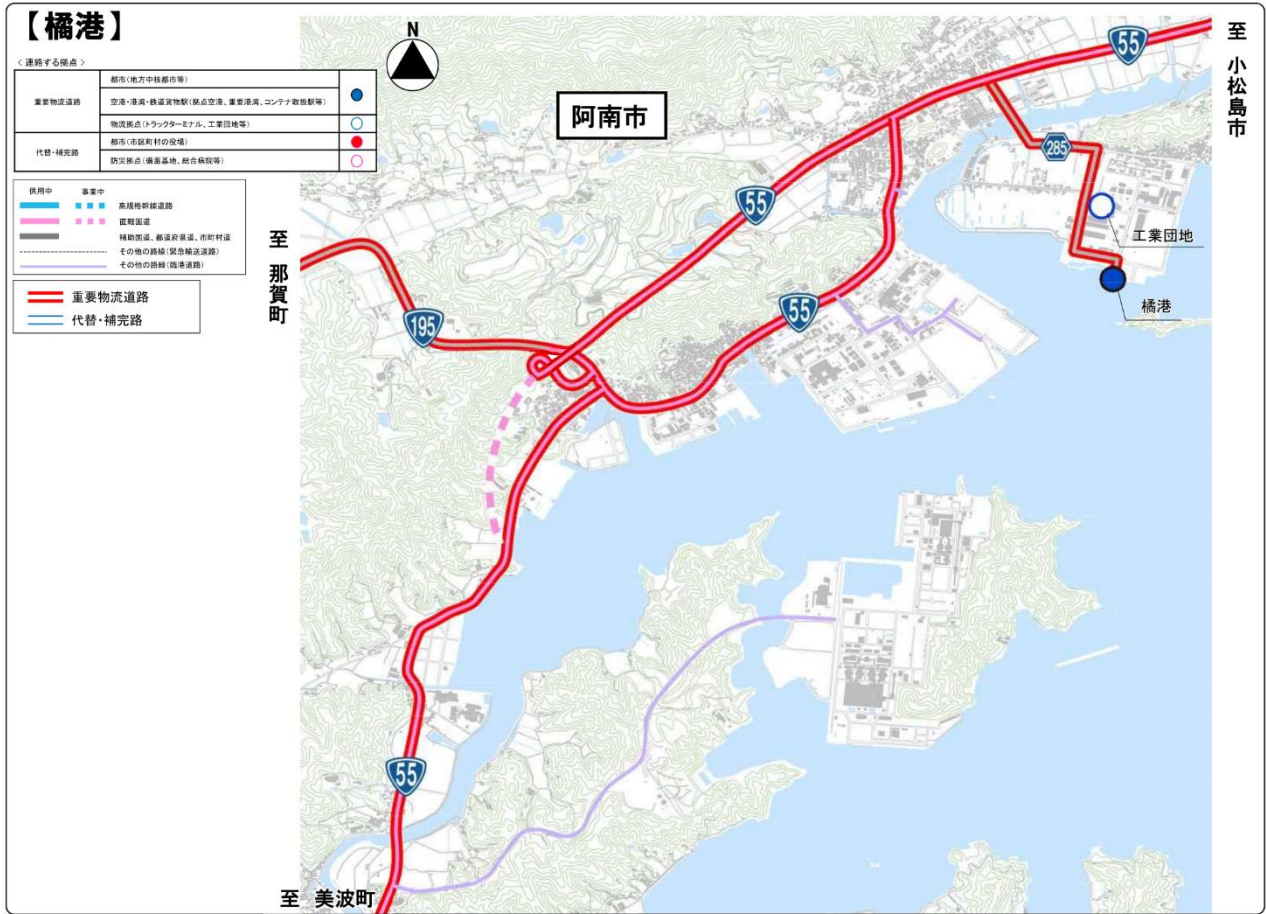 【橘港】
＜連絡する拠点＞
重要物流道路
都市(地方中核都市等)
空港・港湾・鉄道貨物駅(拠点空港、重要港湾、コンテナ取扱駅等)
物流拠点(トラックターミナル、工業団地等)
代替・補完路
都市(市区町村の役場)
防災拠点(備蓄基地、総合病院等)
供用中 事業中
高規格幹線道路
直轄国道
補助国道、都道府県道、市町村道
その他の路線(緊急輸送道路)
その他の路線(臨港道路)
重要物流道路
代替・補完路
N
阿南市
55
至 小松島市
285
55
工業団地
至 那賀町
橘港
55
195
55
至 美波町